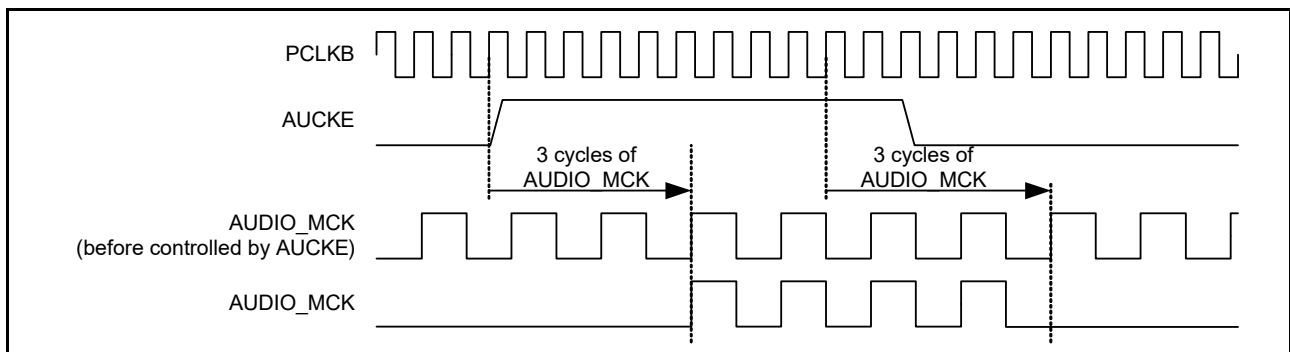 PCLKB
AUCKE
3 cycles of
AUDIO_MCK
3 cycles of
AUDIO_MCK
AUDIO_MCK
(before controlled by AUCKE)
AUDIO_MCK